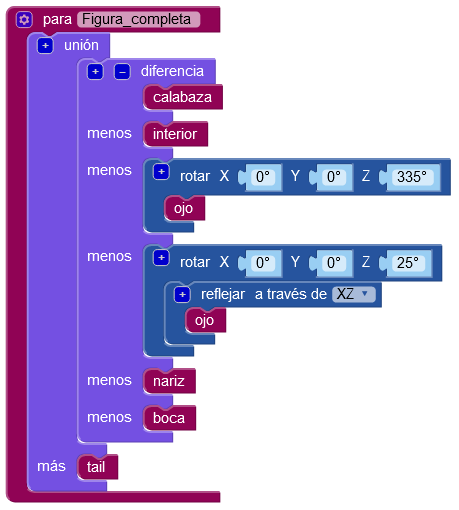 para Figura_completa
unión
diferencia
calabaza
menos interior
menos rotar X 0° Y 0° Z 335°
ojo
menos rotar X 0° Y 0° Z 25°
reflejar a través de XZ
ojo
menos nariz
menos boca
más tail